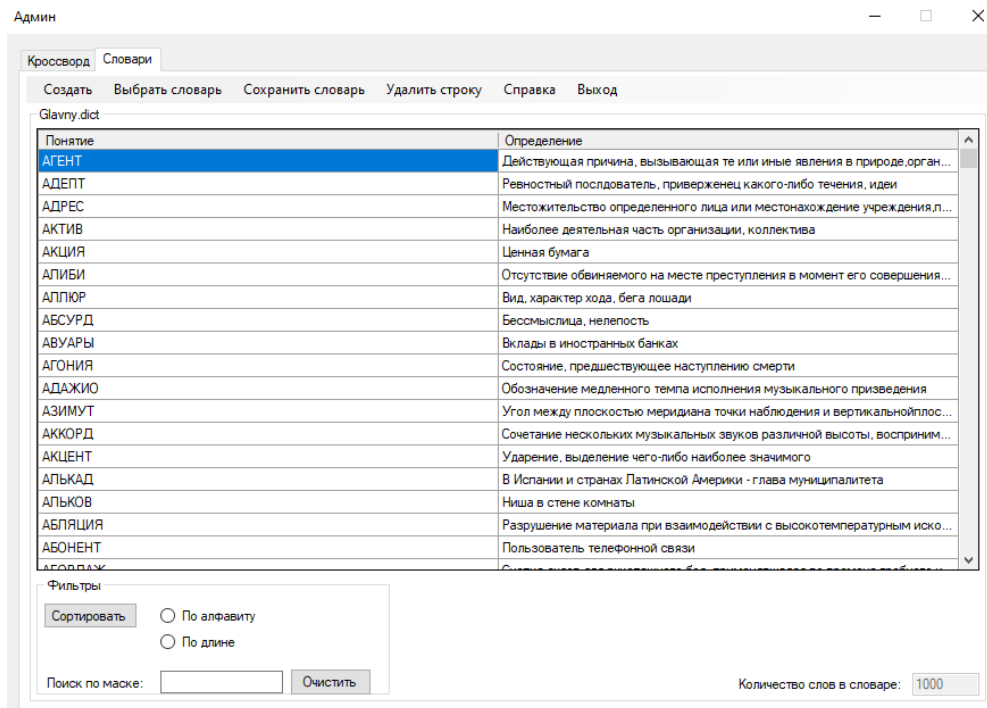 Админ
Кроссворд Словари
Создать Выбрать словарь Сохранить словарь Удалить строку Справка Выход
Glavny.dict
Понятие Определение
АГЕНТ Действующая причина, вызывающая те или иные явления в природе,орган...
АДЕПТ Ревностный послдователь, приверженец какого-либо течения, идеи
АДРЕС Местожительство определенного лица или местонахождение учреждения,п...
АКТИВ Наиболее деятельная часть организации, коллектива
АКЦИЯ Ценная бумага
АЛИБИ Отсутствие обвиняемого на месте преступления в момент его совершения...
АЛЛЮР Вид, характер хода, бега лошади
АБСУРД Бессмыслица, нелепость
АВУАРЫ Вклады в иностранных банках
АГОНИЯ Состояние, предшествующее наступлению смерти
АДАЖИО Обозначение медленного темпа исполнения музыкального призведения
АЗИМУТ Угол между плоскостью меридиана точки наблюдения и вертикальнойплос...
АККОРД Сочетание нескольких музыкальных звуков различной высоты, восприним...
АКЦЕНТ Ударение, выделение чего-либо наиболее значимого
АЛЬКАД В Испании и странах Латинской Америки - глава муниципалитета
АЛЬКОВ Ниша в стене комнаты
АБЛЯЦИЯ Разрушение материала при взаимодействии с высокотемпературным иско...
АБОНЕНТ Пользователь телефонной связи
АБОРДАЖ
Фильтры
Сортировать По алфавиту
По длине
Поиск по маске: Очистить
Количество слов в словаре: 1000